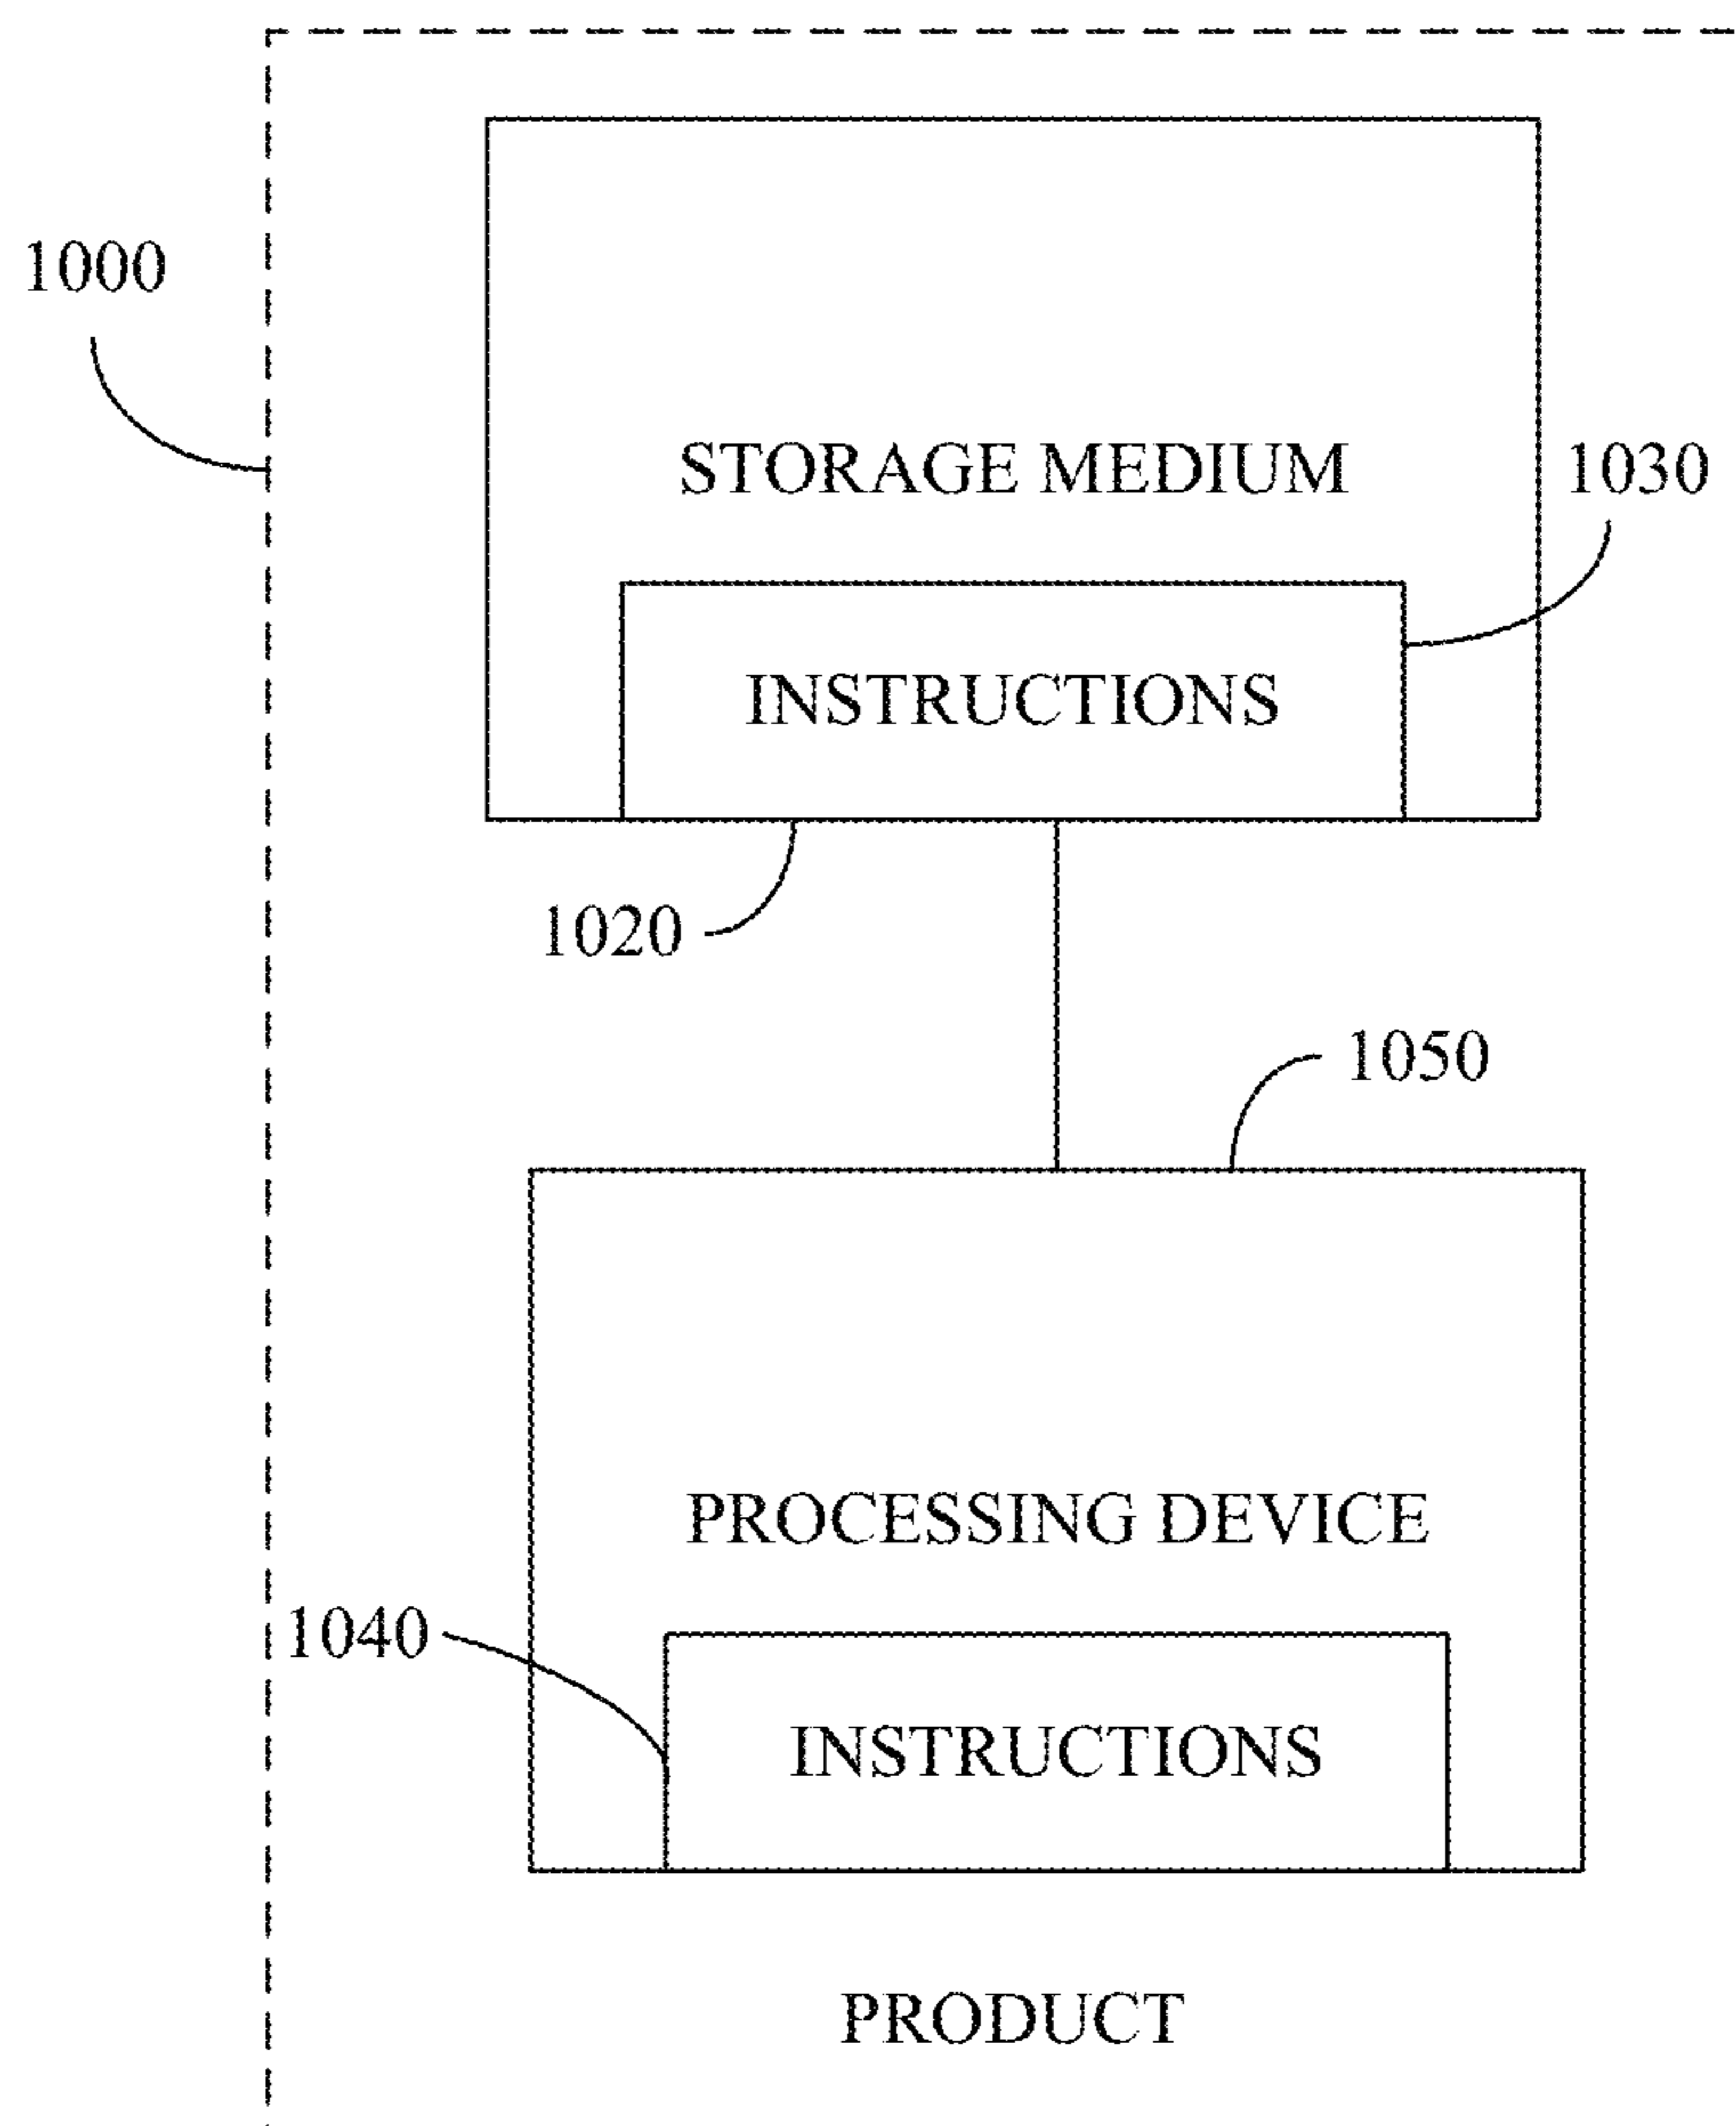 1000
STORAGE MEDIUM
1030
INSTRUCTIONS
1020
1050
PROCESSING DEVICE
1040
INSTRUCTIONS
PRODUCT